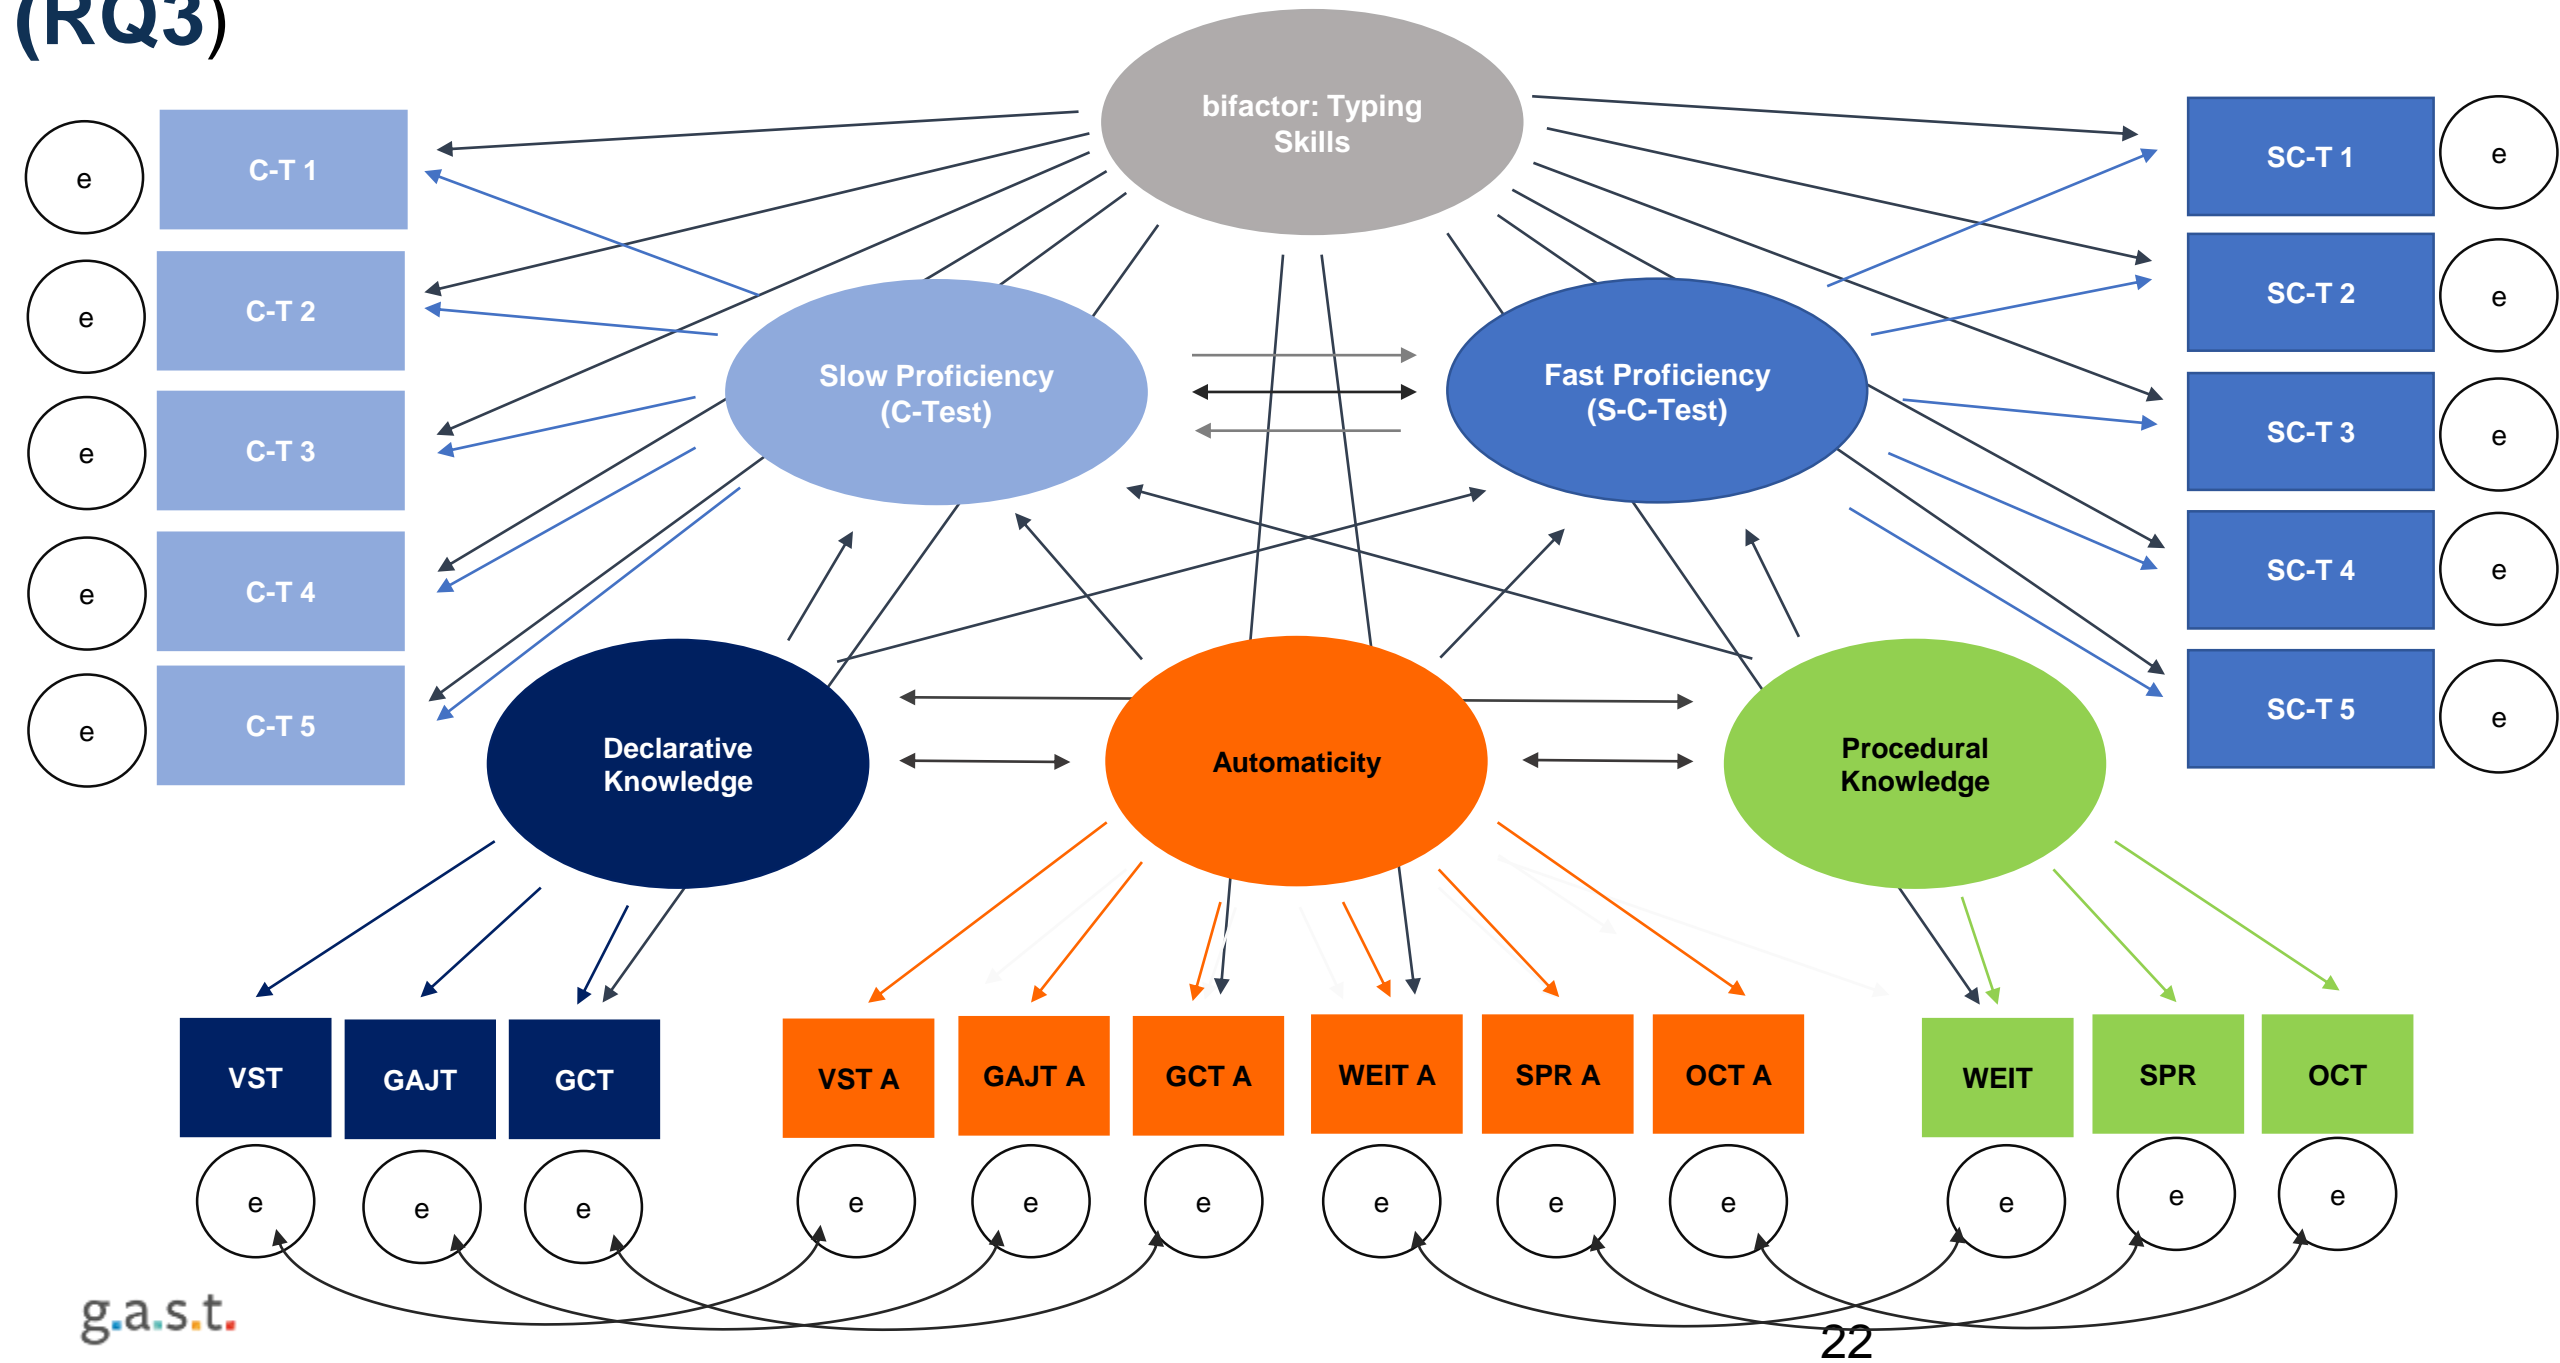 (RQ3)
bifactor: Typing
Skills
e
C-T 1
SC-T 1
e
e
C-T 2
SC-T 2
e
Slow Proficiency
(C-Test)
Fast Proficiency
(S-C-Test)
e
C-T 3
SC-T 3
e
e
C-T 4
SC-T 4
e
e
C-T 5
SC-T 5
e
Declarative
Knowledge
Automaticity
Procedural
Knowledge
VST
GAJT
GCT
VST A
GAJT A
GCT A
WEIT A
SPR A
OCT A
WEIT
SPR
OCT
e
e
e
e
e
e
e
e
e
e
e
e
g.a.s.t.
22